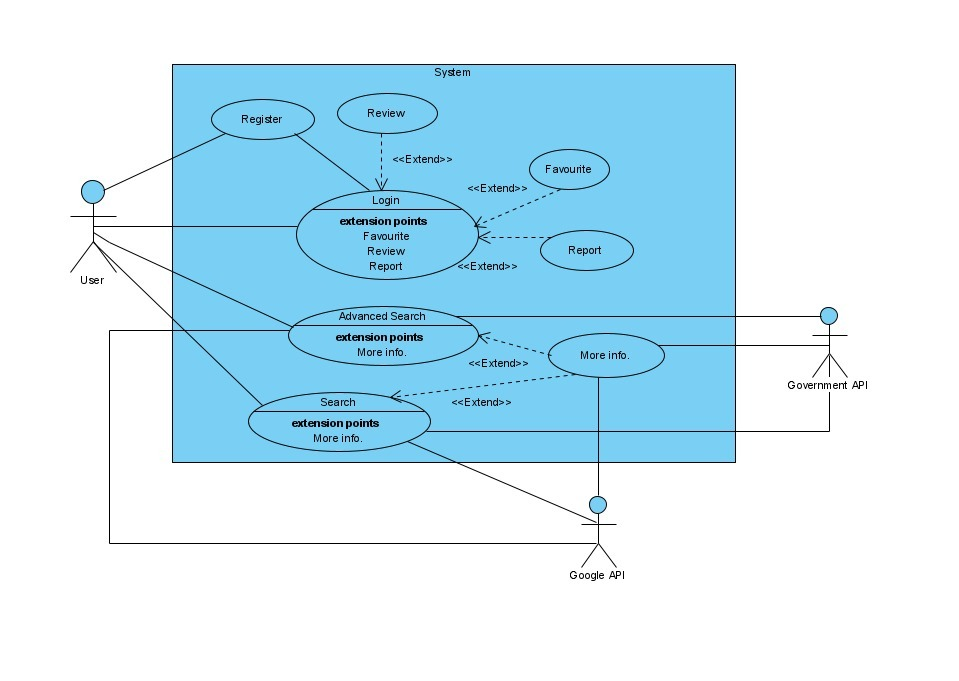 System
Register
Review
<<Extend>>
Favourite
<<Extend>>
Login
extension points
Favourite
Review
Report
Report
<<Extend>>
User
Advanced Search
extension points
More info.
More info.
<<Extend>>
Government API
Search
<<Extend>>
extension points
More info.
Google API